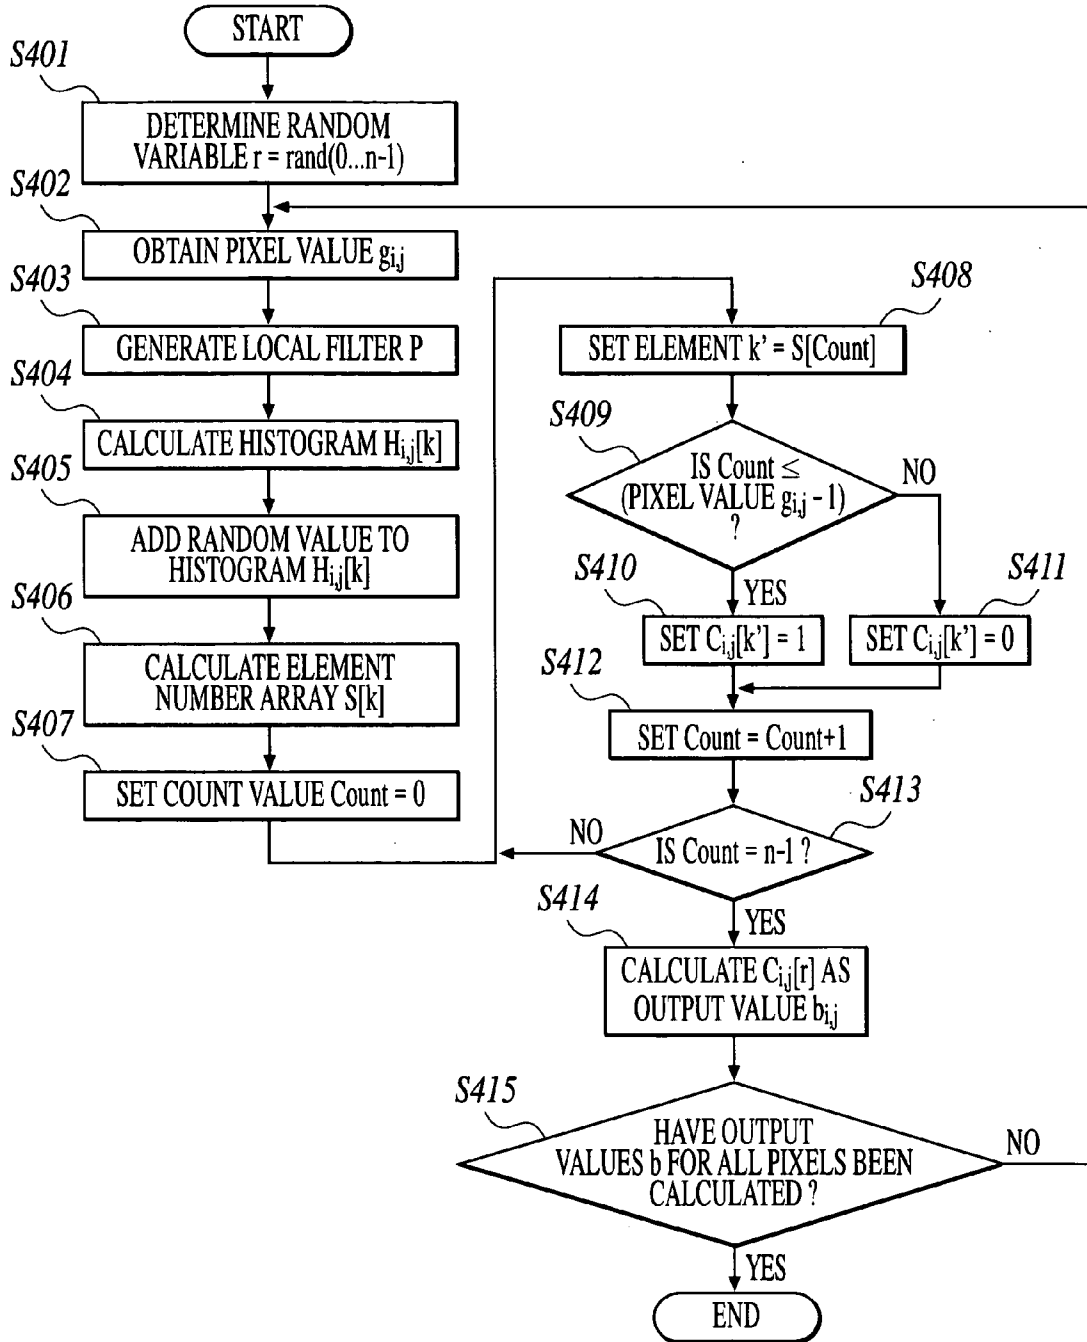 START
S401
DETERMINE RANDOM
VARIABLE r = rand(0...n-1)
S402
OBTAIN PIXEL VALUE gi,j
S403
GENERATE LOCAL FILTER P
S404
CALCULATE HISTOGRAM Hi,j[k]
S405
ADD RANDOM VALUE TO
HISTOGRAM Hi,j[k]
S406
CALCULATE ELEMENT
NUMBER ARRAY S[k]
S407
SET COUNT VALUE Count = 0
S408
SET ELEMENT k' = S[Count]
S409
IS Count ≤
(PIXEL VALUE gi,j - 1)
?
NO
YES
S410
SET Ci,j[k'] = 1
S411
SET Ci,j[k'] = 0
S412
SET Count = Count+1
S413
IS Count = n-1 ?
NO
YES
S414
CALCULATE Ci,j[r] AS
OUTPUT VALUE bi,j
S415
HAVE OUTPUT
VALUES b FOR ALL PIXELS BEEN
CALCULATED ?
NO
YES
END